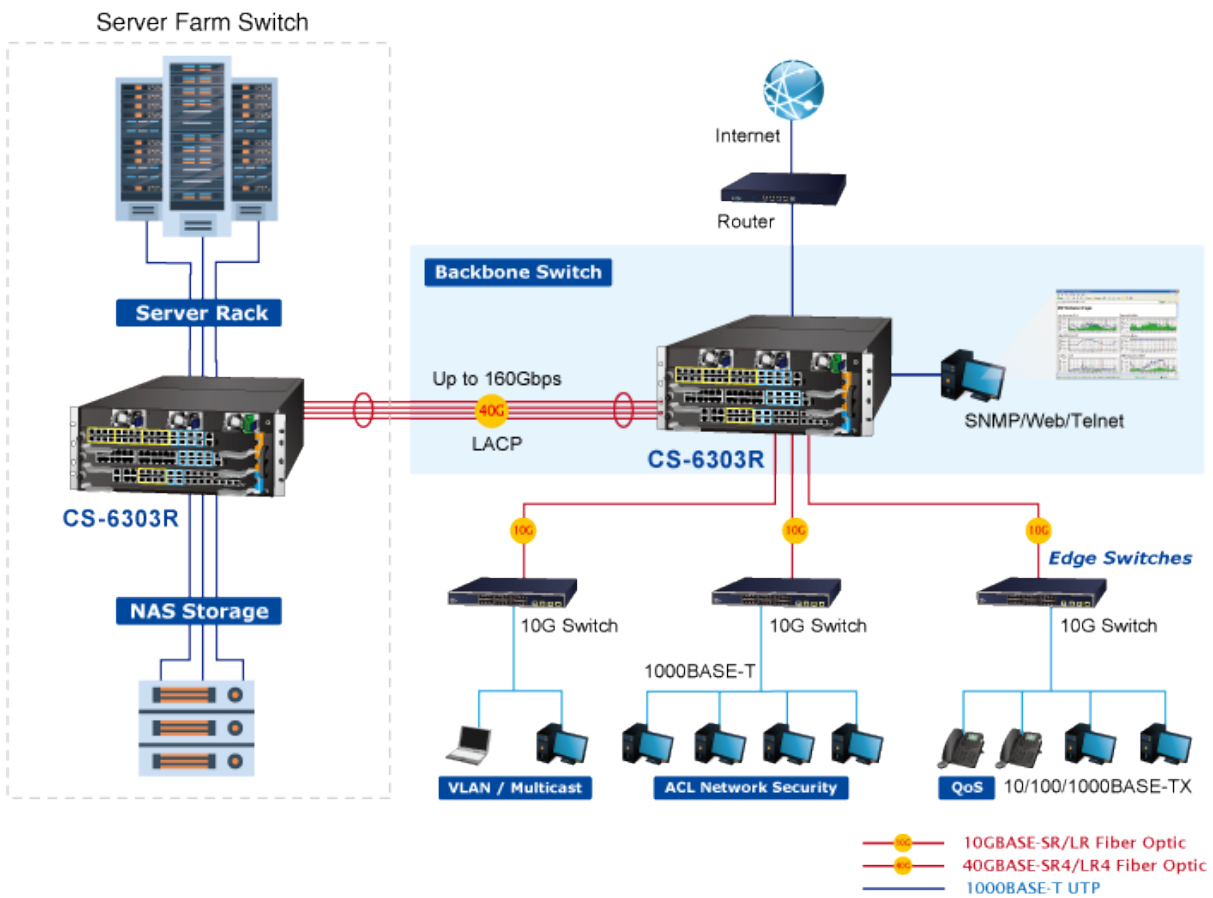 Server Farm Switch
Internet
Router
Backbone Switch
Server Rack
Up to 160Gbps
40G
LACP
SNMP/Web/Telnet
CS-6303R
CS-6303R
10G
10G
10G
Edge Switches
NAS Storage
10G Switch
10G Switch
10G Switch
1000BASE-T
VLAN / Multicast
ACL Network Security
QoS
10/100/1000BASE-TX
10G
10GBASE-SR/LR Fiber Optic
40G
40GBASE-SR4/LR4 Fiber Optic
1000BASE-T UTP